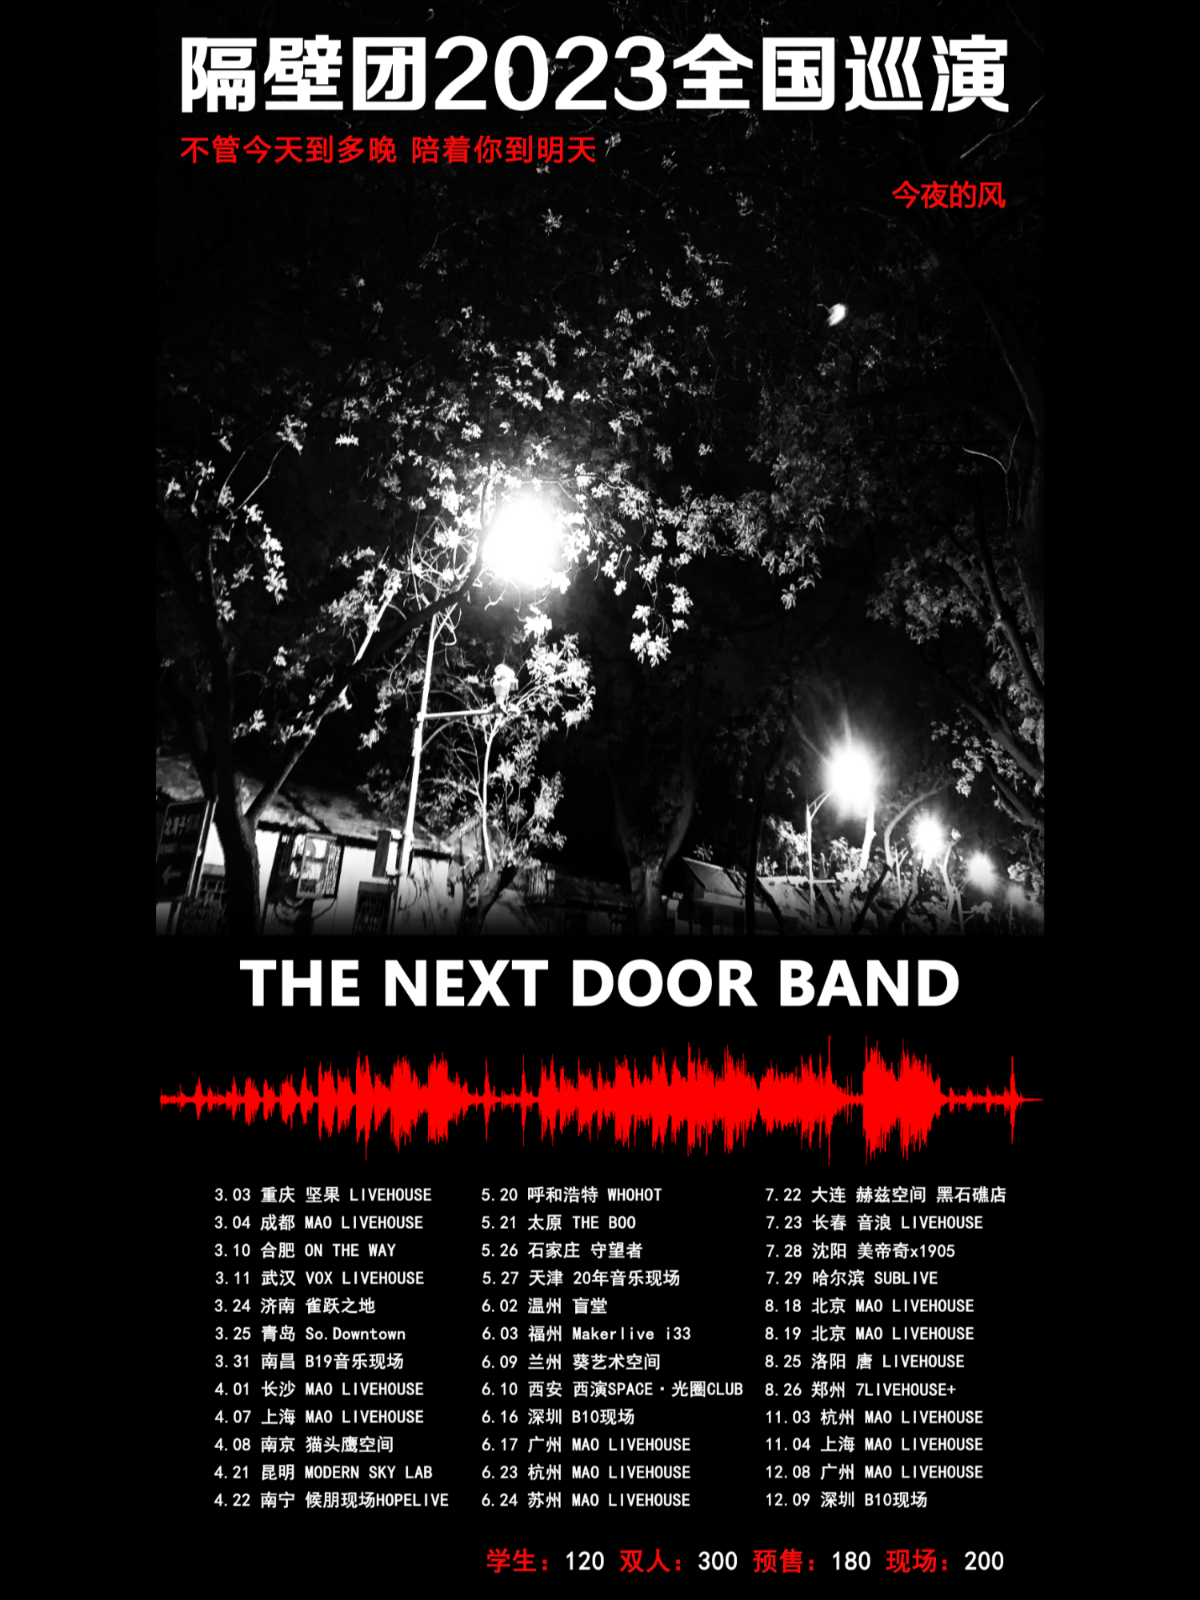 隔壁团2023全国巡演
不管今天到多晚 陪着你到明天
今夜的风
THE NEXT DOOR BAND
3.03 重庆 坚果 LIVEHOUSE
3.04 成都 MAO LIVEHOUSE
3.10 合肥 ON THE WAY
3.11 武汉 VOX LIVEHOUSE
3.24 济南 雀跃之地
3.25 青岛 So.Downtown
3.31 南昌 B19音乐现场
4.01 长沙 MAO LIVEHOUSE
4.07 上海 MAO LIVEHOUSE
4.08 南京 猫头鹰空间
4.21 昆明 MODERN SKY LAB
4.22 南宁 候朋现场HOPELIVE
5.20 呼和浩特 WHOHOT
5.21 太原 THE BOO
5.26 石家庄 守望者
5.27 天津 20年音乐现场
6.02 温州 盲堂
6.03 福州 Makerlive i33
6.09 兰州 葵艺术空间
6.10 西安 西演SPACE·光圈CLUB
6.16 深圳 B10现场
6.17 广州 MAO LIVEHOUSE
6.23 杭州 MAO LIVEHOUSE
6.24 苏州 MAO LIVEHOUSE
7.22 大连 赫兹空间 黑石礁店
7.23 长春 音浪 LIVEHOUSE
7.28 沈阳 美帝奇x1905
7.29 哈尔滨 SUBLIVE
8.18 北京 MAO LIVEHOUSE
8.19 北京 MAO LIVEHOUSE
8.25 洛阳 唐 LIVEHOUSE
8.26 郑州 7LIVEHOUSE+
11.03 杭州 MAO LIVEHOUSE
11.04 上海 MAO LIVEHOUSE
12.08 广州 MAO LIVEHOUSE
12.09 深圳 B10现场
学生：120 双人：300 预售：180 现场：200